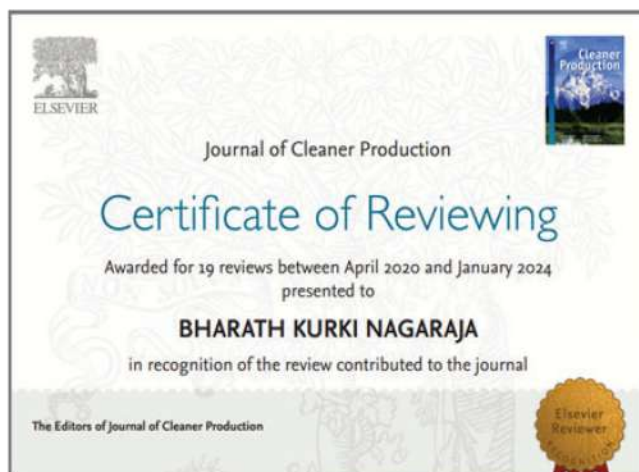 ELSEVIER
Cleaner
Production
Journal of Cleaner Production
Certificate of Reviewing
Awarded for 19 reviews between April 2020 and January 2024
presented to
BHARATH KURKI NAGARAJA
in recognition of the review contributed to the journal
The Editors of Journal of Cleaner Production
Elsevier
Reviewer
RECOGNITION